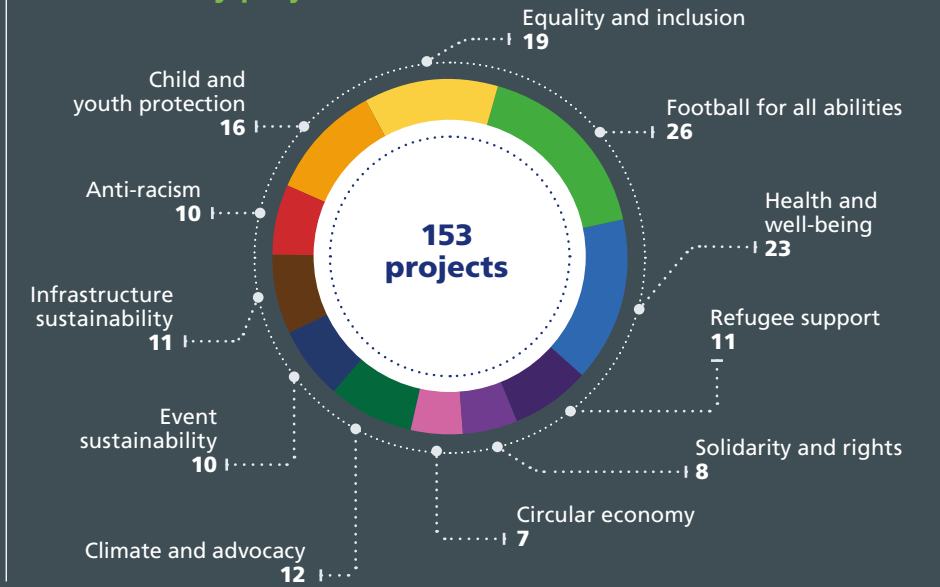 Equality and inclusion
19
Football for all abilities
26
Health and
well-being
23
Refugee support
11
Solidarity and rights
8
Circular economy
7
Climate and advocacy
12
Event
sustainability
10
Infrastructure
sustainability
11
Anti-racism
10
Child and
youth protection
16
153
projects